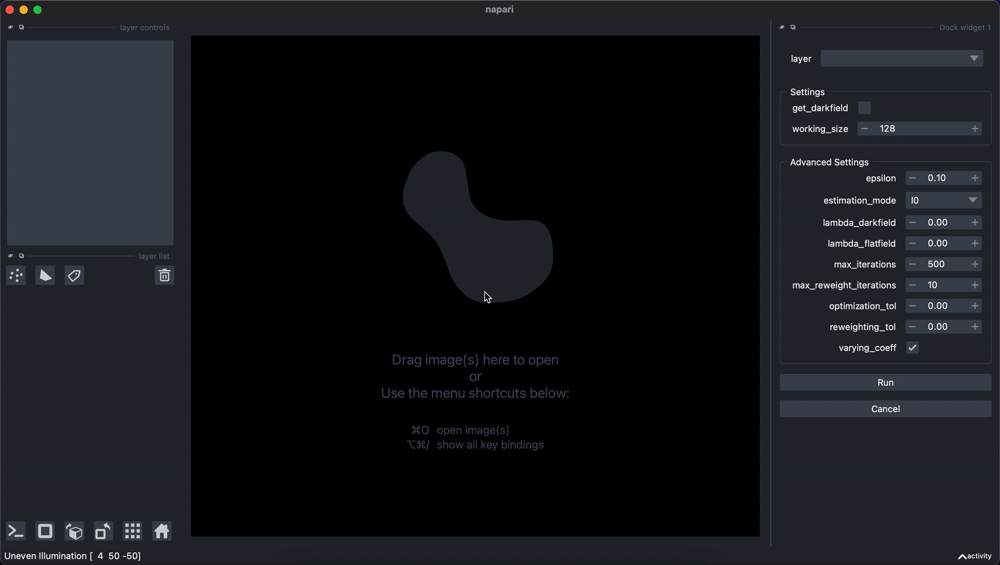 napari
layer controls
Dock widget 1
layer
Settings
get_darkfield
working_size − 128 +
Advanced Settings
epsilon − 0.10 +
estimation_mode l0
lambda_darkfield − 0.00 +
lambda_flatfield − 0.00 +
max_iterations − 500 +
max_reweight_iterations − 10 +
optimization_tol − 0.00 +
reweighting_tol − 0.00 +
varying_coeff
Run
Cancel
layer list
Drag image(s) here to open
or
Use the menu shortcuts below:
⌘O open image(s)
⌥⌘/ show all key bindings
Uneven Illumination [ 4 50 -50]
activity